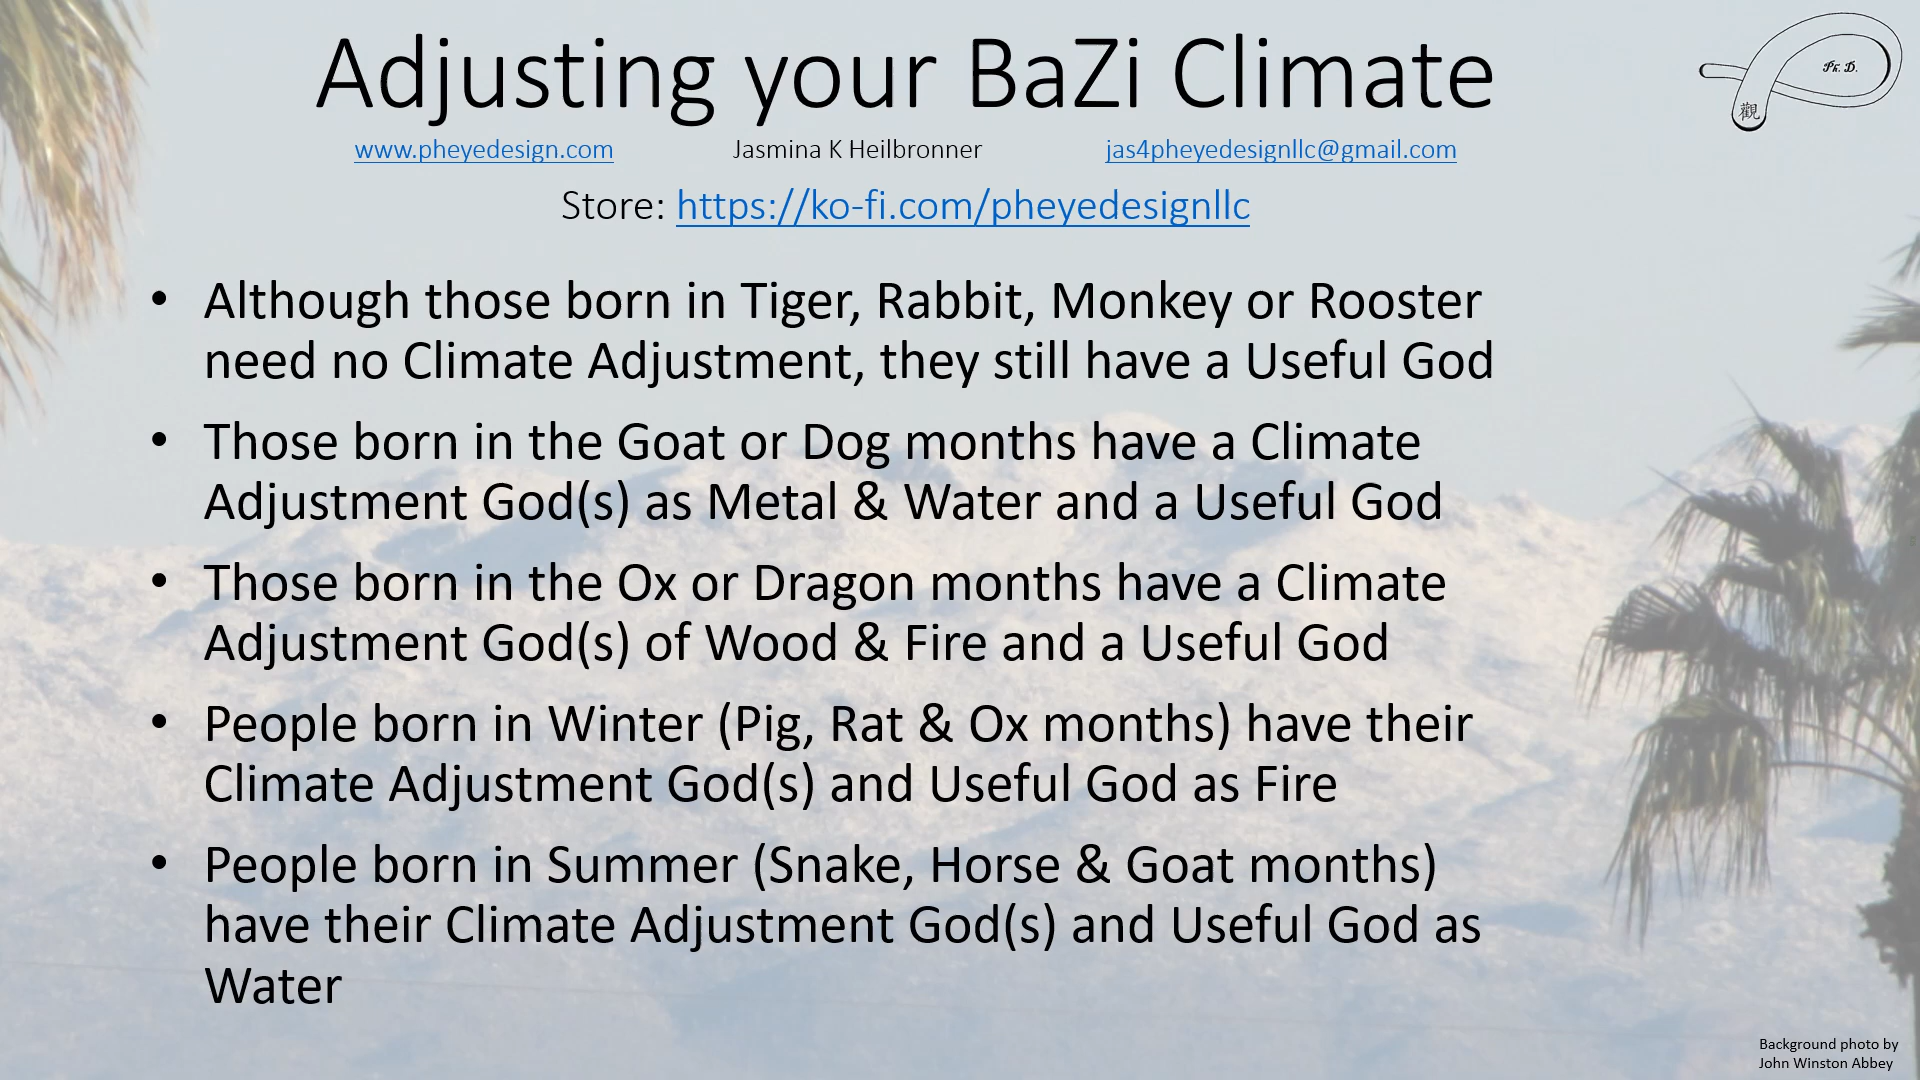 Adjusting your BaZi Climate
Ph.D.
觀
www.pheyedesign.com Jasmina K Heilbronner jas4pheyedesignllc@gmail.com
Store: https://ko-fi.com/pheyedesignllc
• Although those born in Tiger, Rabbit, Monkey or Rooster
need no Climate Adjustment, they still have a Useful God
• Those born in the Goat or Dog months have a Climate
Adjustment God(s) as Metal & Water and a Useful God
• Those born in the Ox or Dragon months have a Climate
Adjustment God(s) of Wood & Fire and a Useful God
• People born in Winter (Pig, Rat & Ox months) have their
Climate Adjustment God(s) and Useful God as Fire
• People born in Summer (Snake, Horse & Goat months)
have their Climate Adjustment God(s) and Useful God as
Water
Background photo by
John Winston Abbey